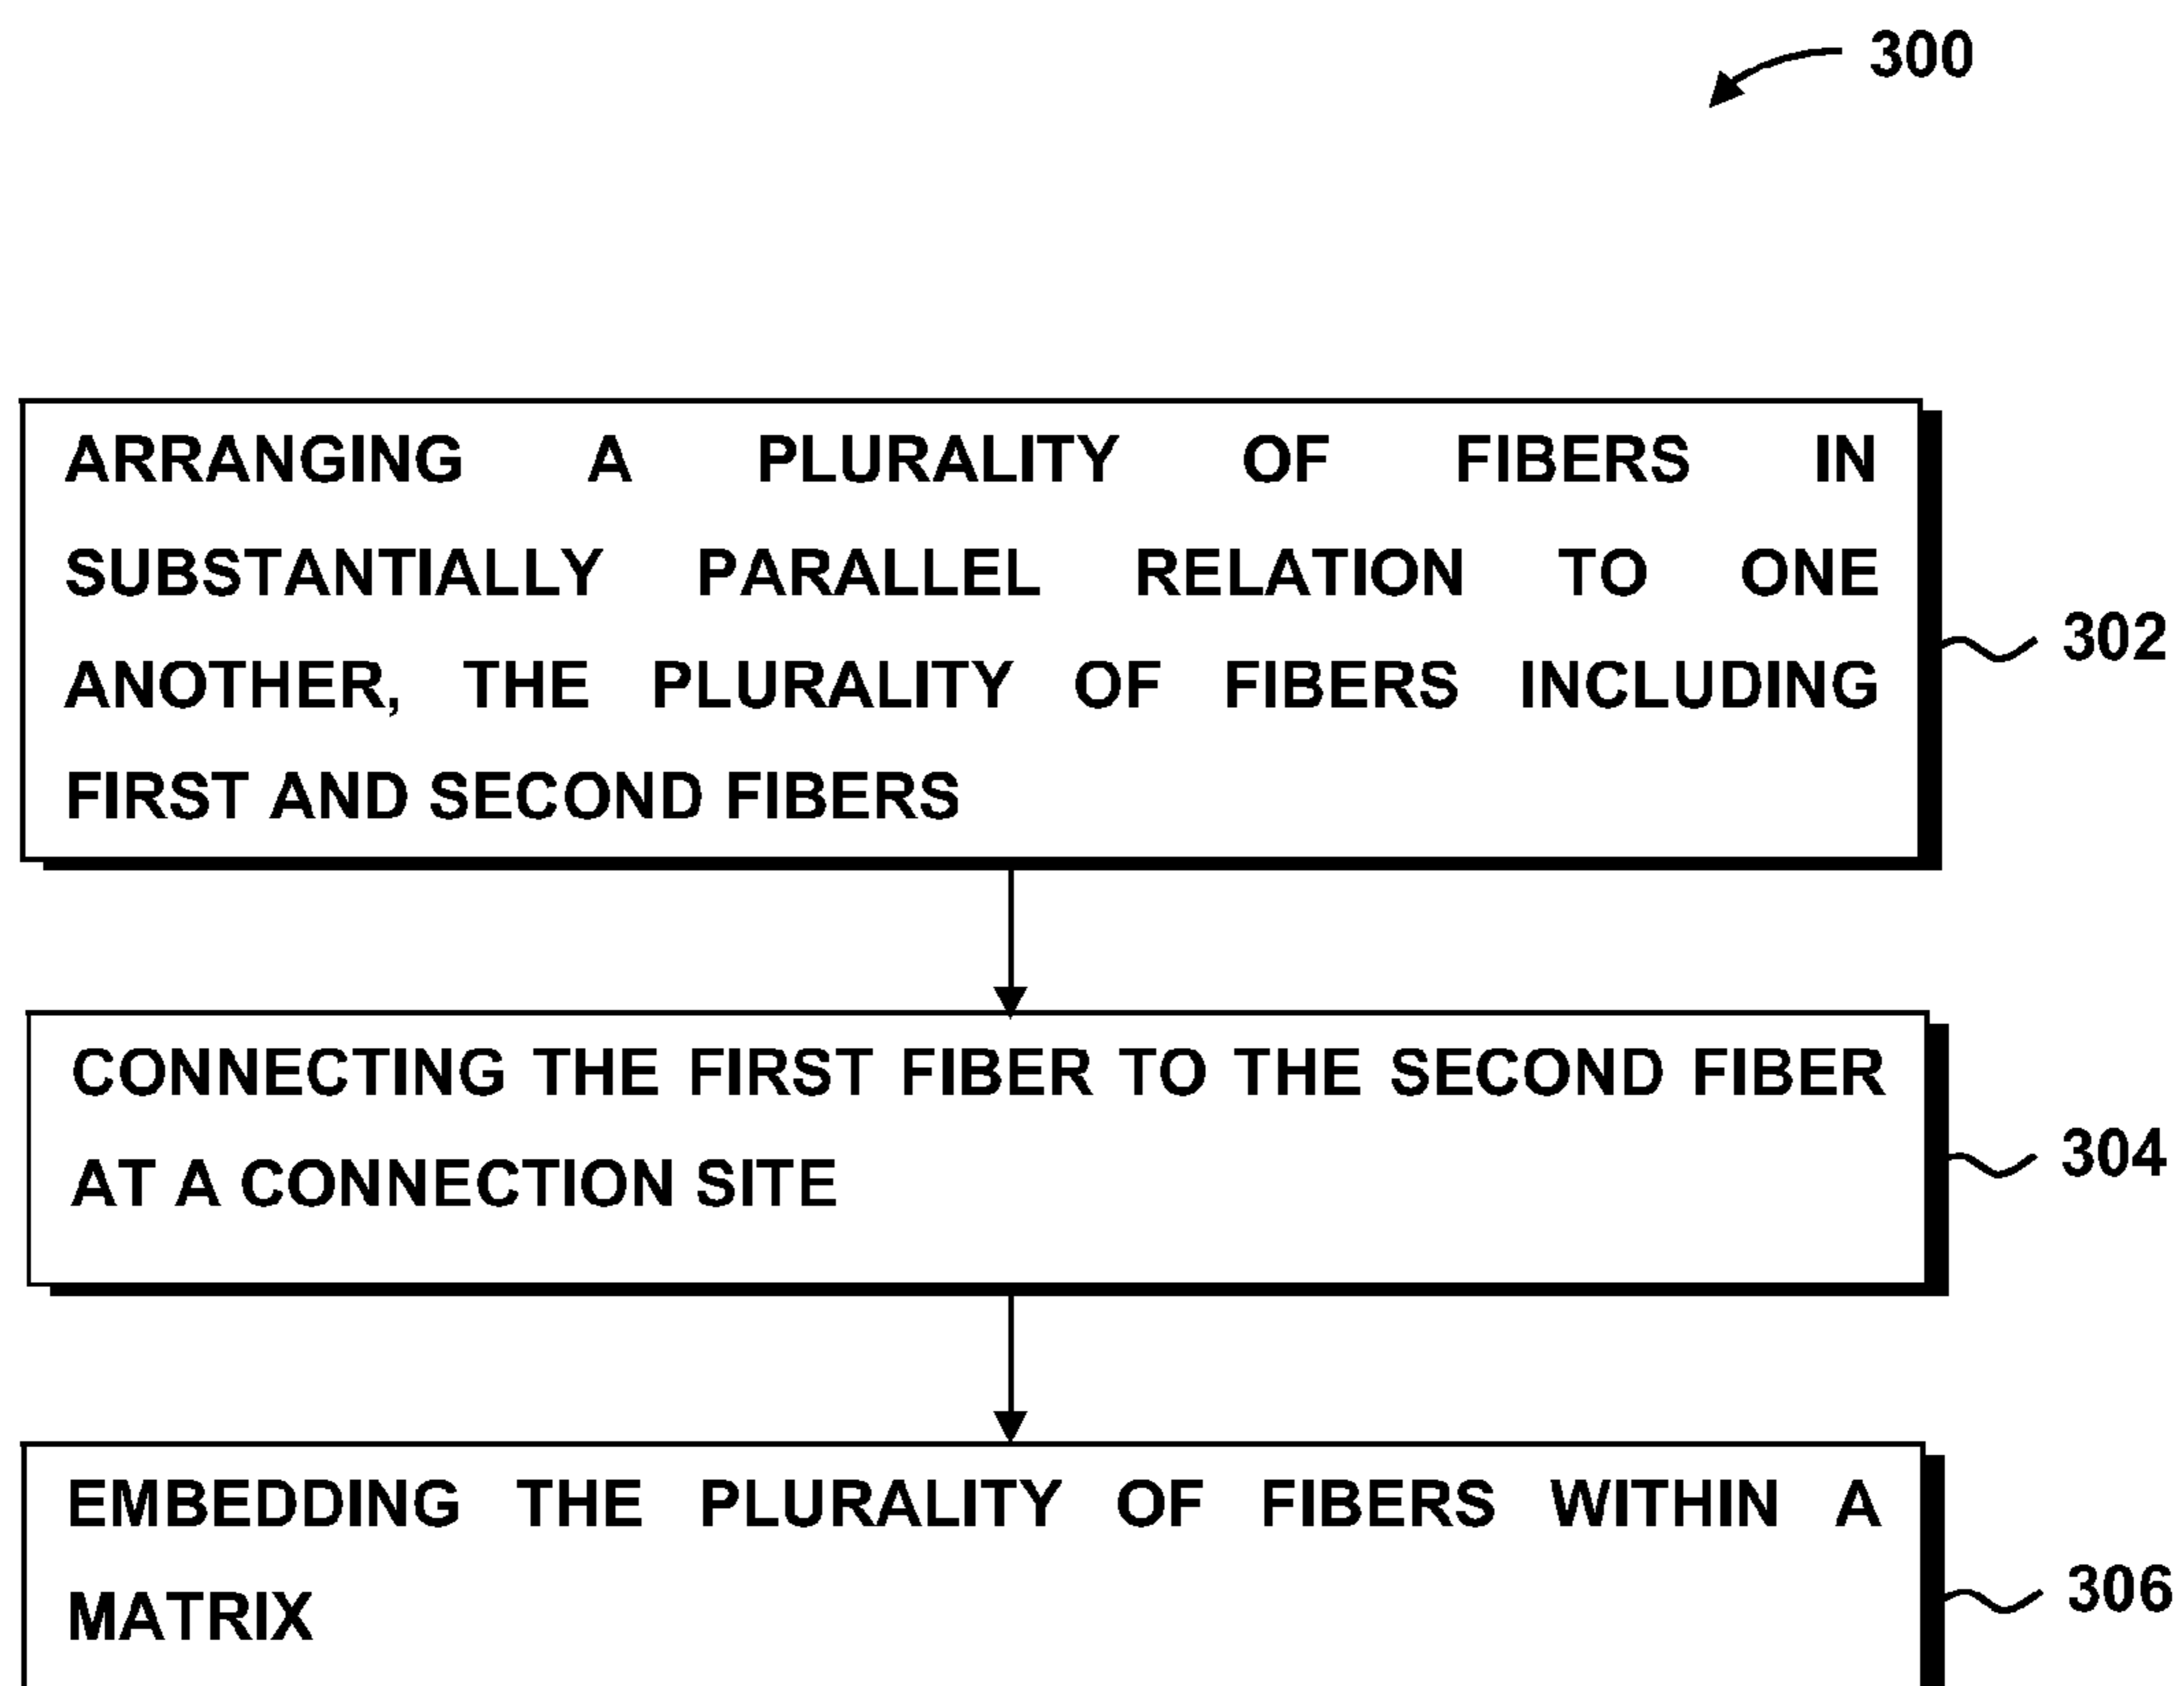 300
ARRANGING A PLURALITY OF FIBERS IN
SUBSTANTIALLY PARALLEL RELATION TO ONE
ANOTHER, THE PLURALITY OF FIBERS INCLUDING
FIRST AND SECOND FIBERS
302
CONNECTING THE FIRST FIBER TO THE SECOND FIBER
AT A CONNECTION SITE
304
EMBEDDING THE PLURALITY OF FIBERS WITHIN A
MATRIX
306